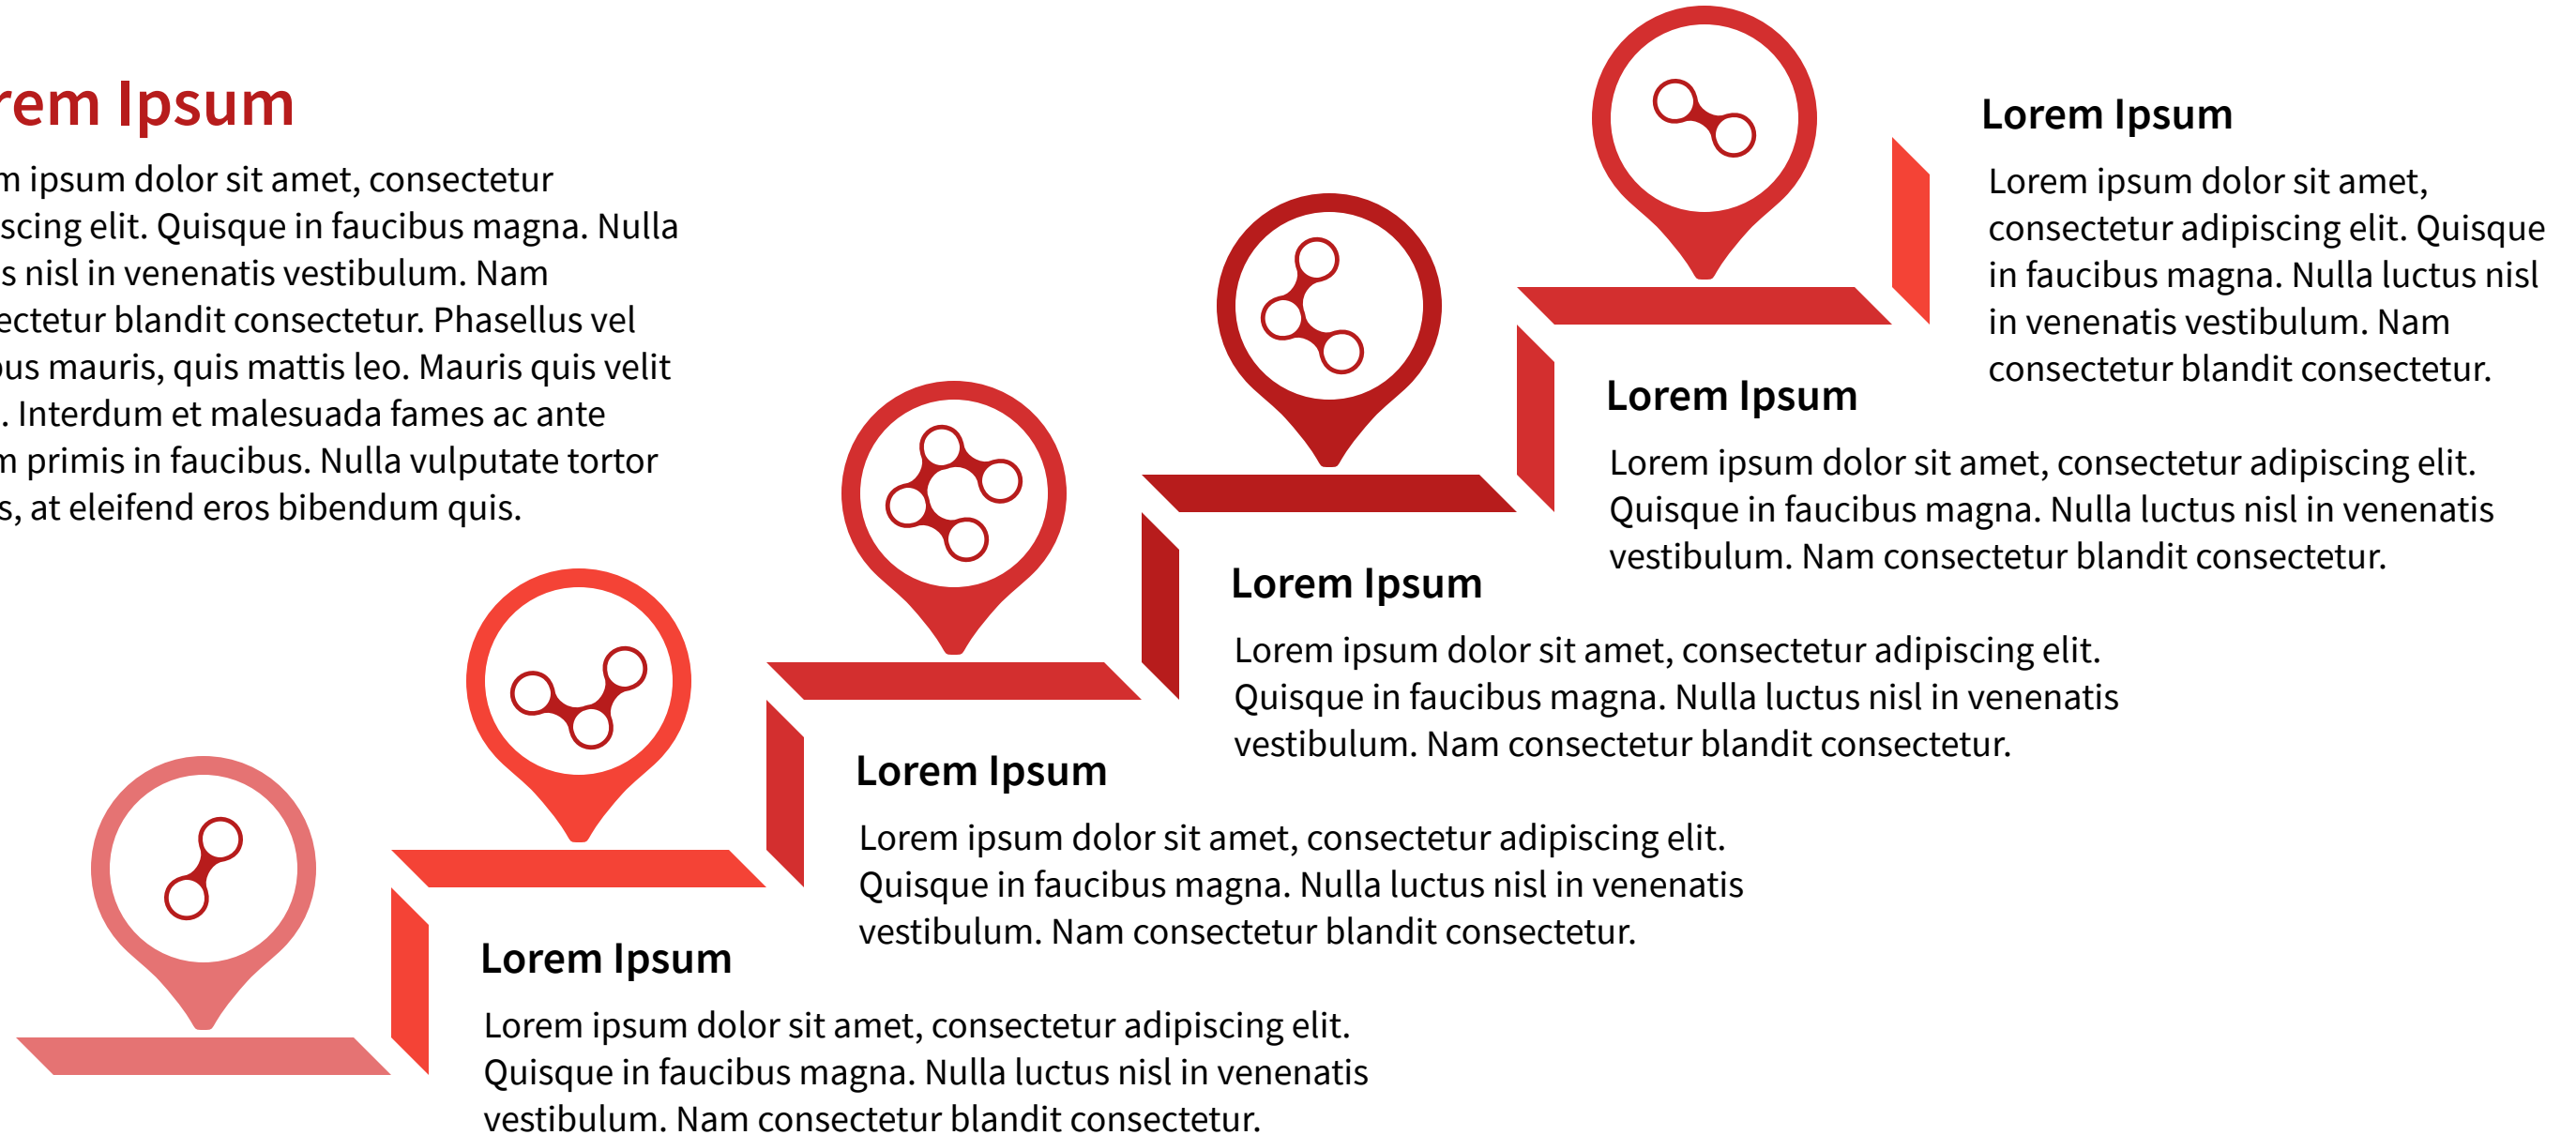 rem Ipsum
m ipsum dolor sit amet, consectetur
scing elit. Quisque in faucibus magna. Nulla
s nisl in venenatis vestibulum. Nam
ectetur blandit consectetur. Phasellus vel
us mauris, quis mattis leo. Mauris quis velit
. Interdum et malesuada fames ac ante
m primis in faucibus. Nulla vulputate tortor
s, at eleifend eros bibendum quis.
Lorem Ipsum
Lorem ipsum dolor sit amet,
consectetur adipiscing elit. Quisque
in faucibus magna. Nulla luctus nisl
in venenatis vestibulum. Nam
consectetur blandit consectetur.
Lorem Ipsum
Lorem ipsum dolor sit amet, consectetur adipiscing elit.
Quisque in faucibus magna. Nulla luctus nisl in venenatis
vestibulum. Nam consectetur blandit consectetur.
Lorem Ipsum
Lorem ipsum dolor sit amet, consectetur adipiscing elit.
Quisque in faucibus magna. Nulla luctus nisl in venenatis
vestibulum. Nam consectetur blandit consectetur.
Lorem Ipsum
Lorem ipsum dolor sit amet, consectetur adipiscing elit.
Quisque in faucibus magna. Nulla luctus nisl in venenatis
vestibulum. Nam consectetur blandit consectetur.
Lorem Ipsum
Lorem ipsum dolor sit amet, consectetur adipiscing elit.
Quisque in faucibus magna. Nulla luctus nisl in venenatis
vestibulum. Nam consectetur blandit consectetur.